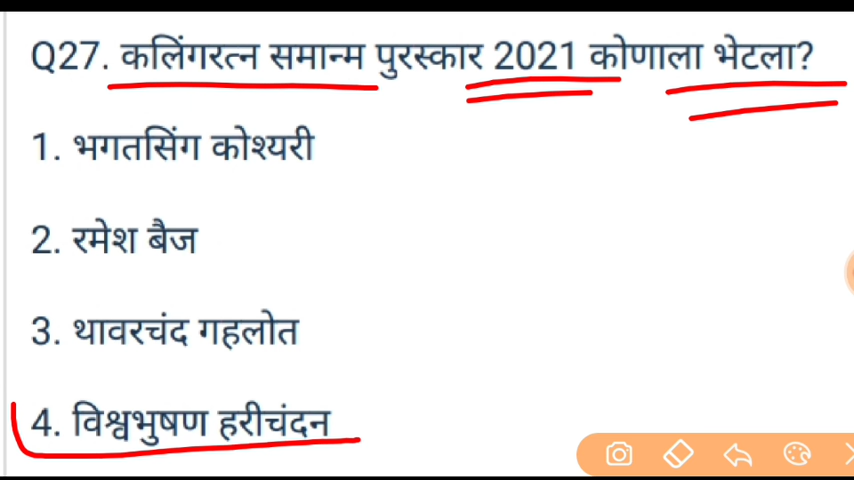 Q27. कलिंगरत्न समान्म पुरस्कार 2021 कोणाला भेटला?
1. भगतसिंग कोश्यरी
2. रमेश बैज
3. थावरचंद गहलोत
4. विश्वभुषण हरीचंदन